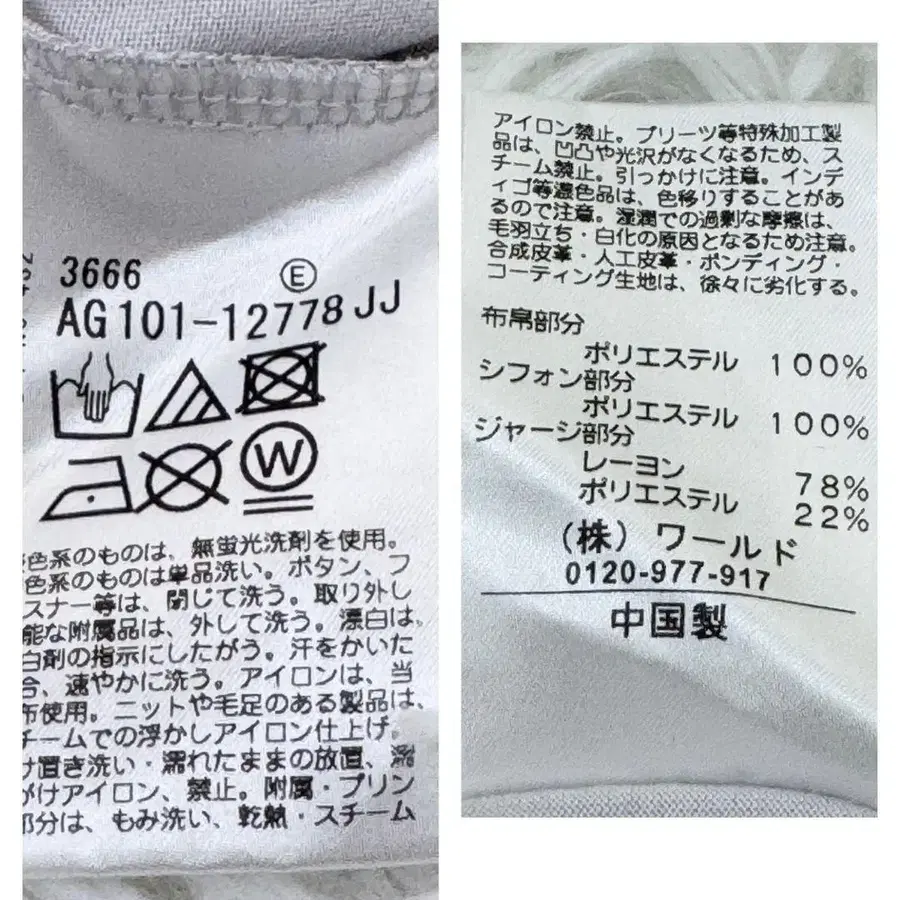 3666
Ⓔ
AG101-12778 JJ
W
色系のものは、無蛍光洗剤を使用。
色系のものは単品洗い。ボタン、フ
スナー等は、閉じて洗う。取り外し
能な附属品は、外して洗う。漂白は、
白剤の指示にしたがう。汗をかいた
合、速やかに洗う。アイロンは、当
布使用。ニットや毛足のある製品は、
チームでの浮かしアイロン仕上げ。
け置き洗い・濡れたままの放置、濡
がけアイロン、禁止。附属・プリン
部分は、もみ洗い、乾熱・スチーム
アイロン禁止。プリーツ等特殊加工製
品は、凹凸や光沢がなくなるため、ス
チーム禁止。引っかけに注意。インデ
ィゴ等濃色品は、色移りすることがあ
るので注意。湿潤での過剰な摩擦は、
毛羽立ち・白化の原因となるため注意。
合成皮革・人工皮革・ボンディング・
コーティング生地は、徐々に劣化する。
布帛部分
ポリエステル 100%
シフォン部分
ポリエステル 100%
ジャージ部分
レーヨン 78%
ポリエステル 22%
(株) ワールド
0120-977-917
中国製